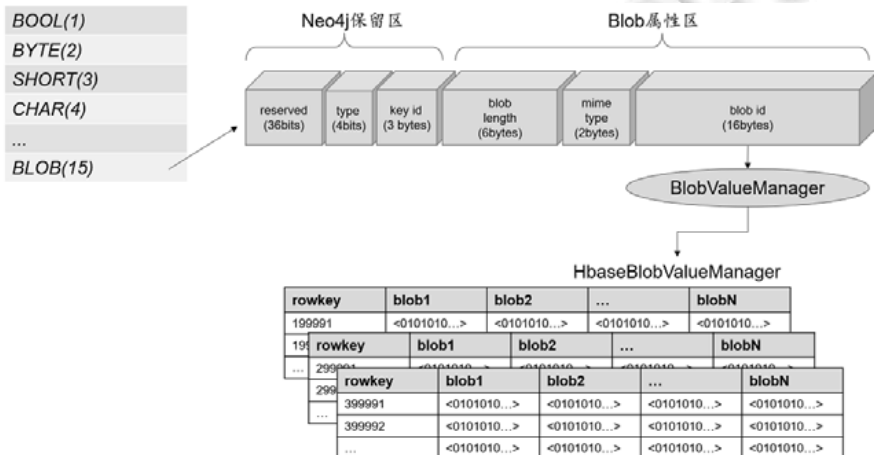 BOOL(1)
BYTE(2)
SHORT(3)
CHAR(4)
...
BLOB(15)
Neo4j保留区
Blob属性区
reserved
(36bits)
type
(4bits)
key id
(3 bytes)
blob
length
(6bytes)
mime
type
(2bytes)
blob id
(16bytes)
BlobValueManager
HbaseBlobValueManager
rowkey blob1 blob2 ... blobN
199991 <0101010...> <0101010...> <0101010...> <0101010...>
rowkey blob1 blob2 ... blobN
...
rowkey blob1 blob2 ... blobN
399991 <0101010...> <0101010...> <0101010...> <0101010...>
399992 <0101010...> <0101010...> <0101010...> <0101010...>
... <0101010...> <0101010...> <0101010...> <0101010...>